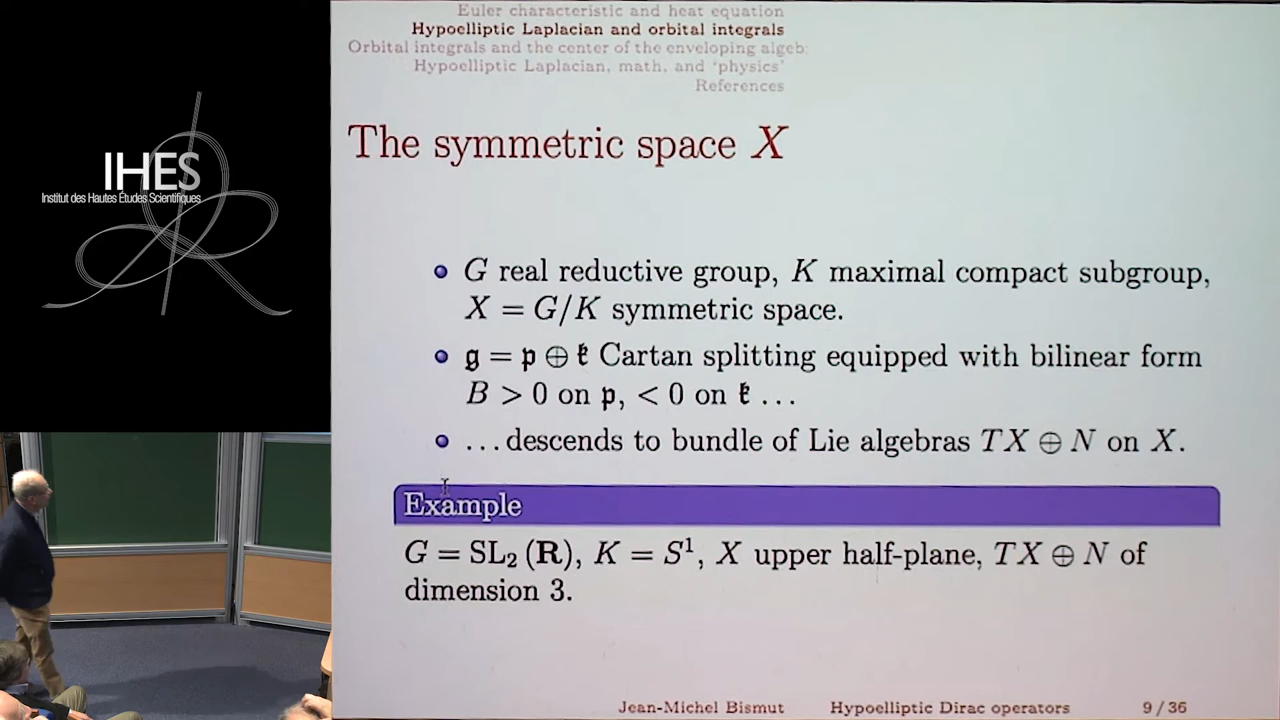 IHES
Institut des Hautes Études Scientifiques
Euler characteristic and heat equation
Hypoelliptic Laplacian and orbital integrals
Orbital integrals and the center of the enveloping algeb
Hypoelliptic Laplacian, math, and ‘physics’
References
The symmetric space X
G real reductive group, K maximal compact subgroup,
X = G/K symmetric space.
𝔤 = 𝔭 ⊕ 𝔨 Cartan splitting equipped with bilinear form
B > 0 on 𝔭, < 0 on 𝔨 …
…descends to bundle of Lie algebras TX ⊕ N on X.
Example
G = SL₂ (R), K = S¹, X upper half-plane, TX ⊕ N of
dimension 3.
Jean-Michel Bismut Hypoelliptic Dirac operators 9 / 36